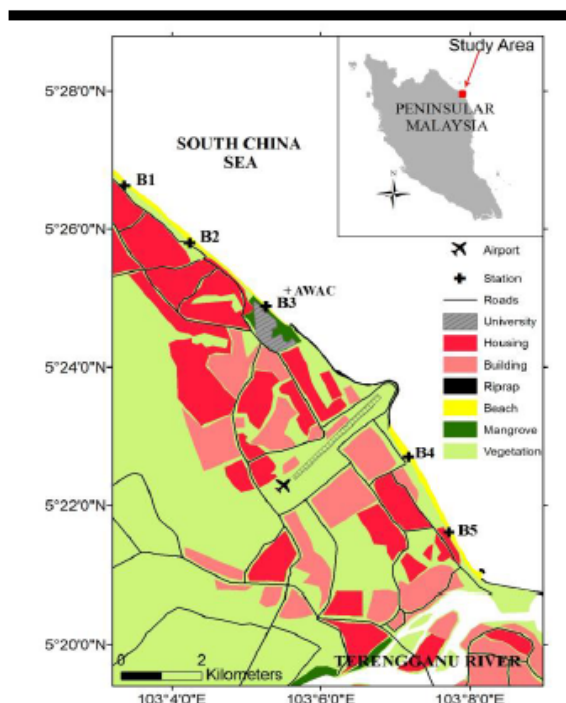 Study Area
5°28'0"N
PENINSULAR
MALAYSIA
SOUTH CHINA
SEA
N
B1
5°26'0"N
B2
Airport
Station
+ AWAC
B3
Roads
University
5°24'0"N
Housing
Building
Riprap
Beach
Mangrove
B4
Vegetation
5°22'0"N
B5
5°20'0"N
TERENGGANU RIVER
0 2
Kilometers
103°4'0"E 103°6'0"E 103°8'0"E